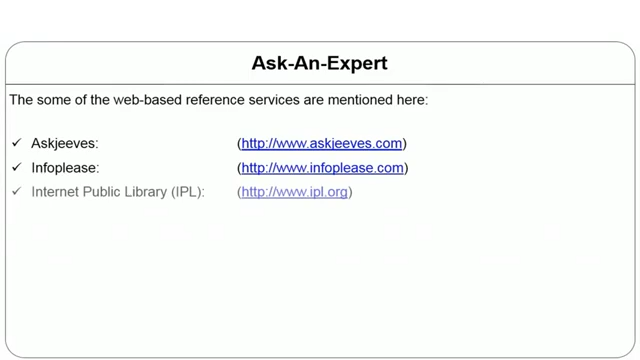 Ask-An-Expert
The some of the web-based reference services are mentioned here:
✓ Askjeeves: (http://www.askjeeves.com)
✓ Infoplease: (http://www.infoplease.com)
✓ Internet Public Library (IPL): (http://www.ipl.org)